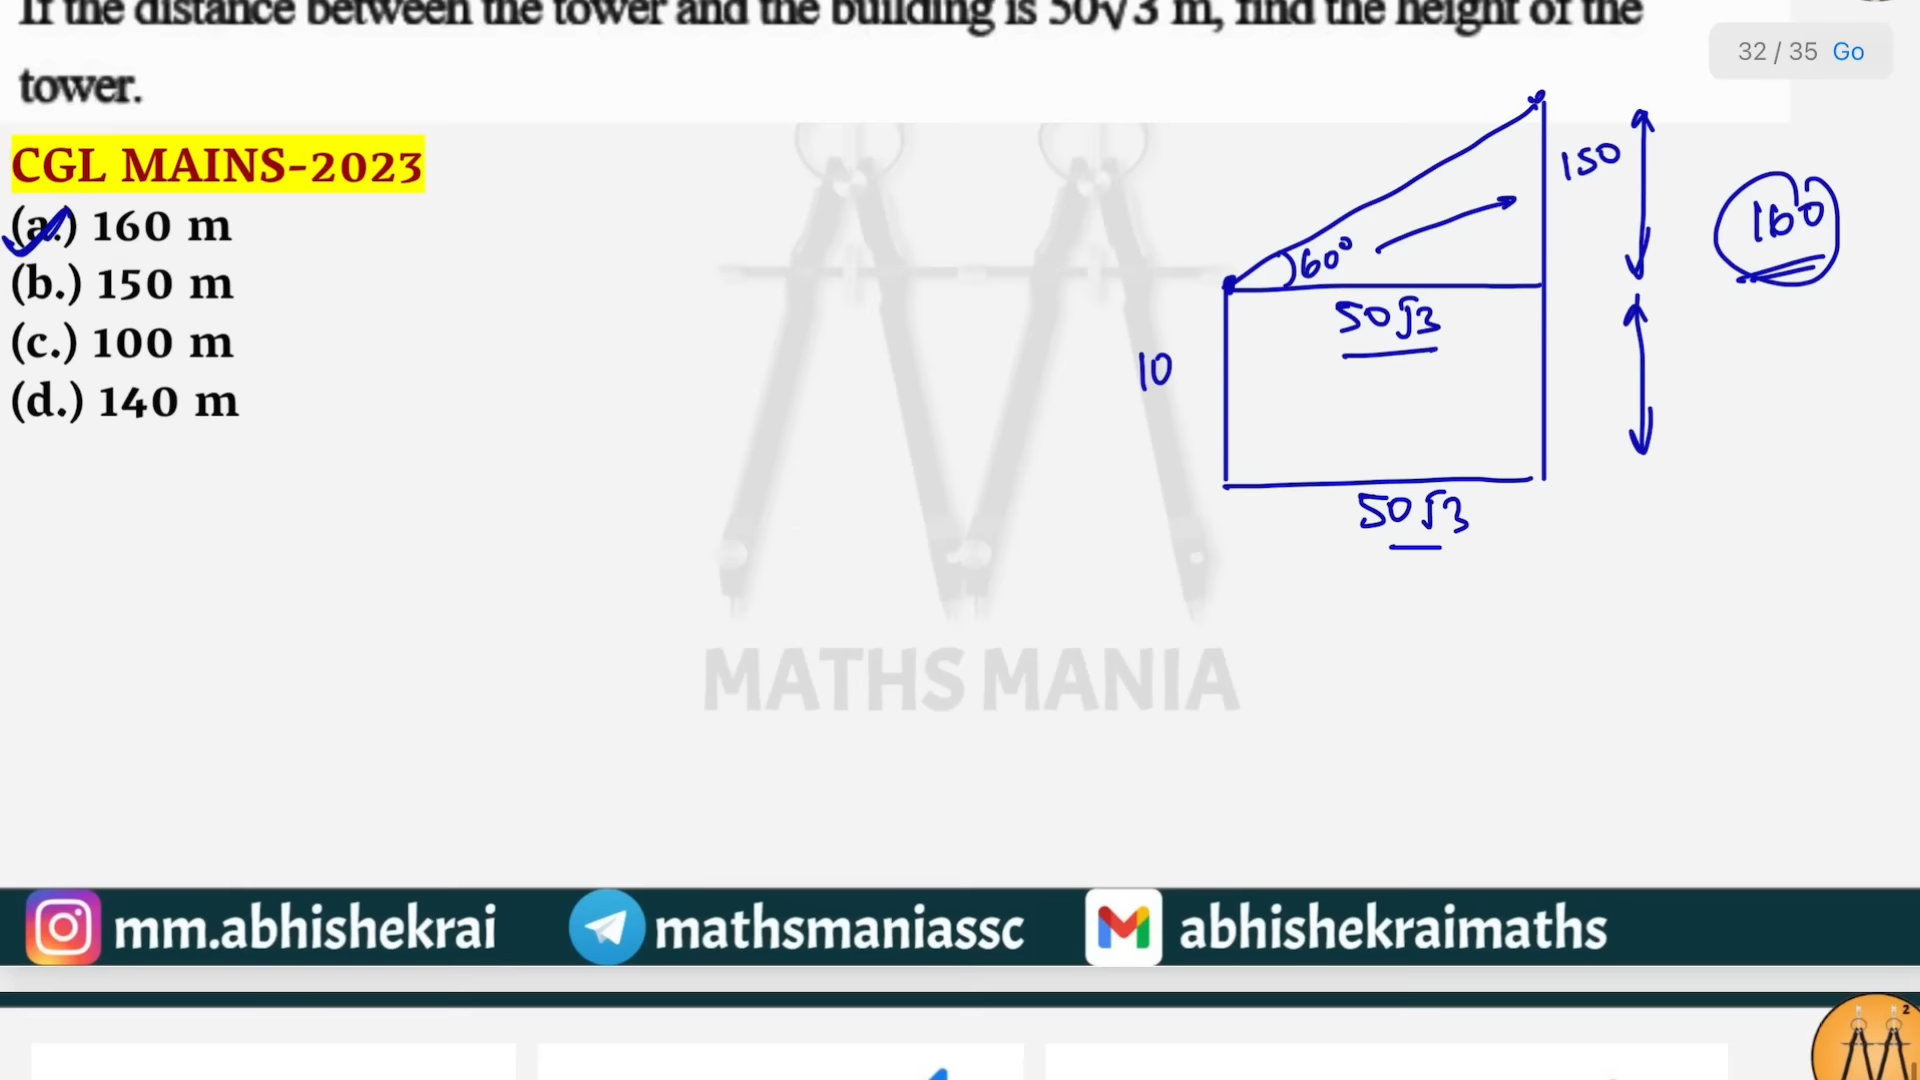 If the distance between the tower and the building is 50√3 m, find the height of the
32 / 35 Go
tower.
CGL MAINS-2023
(a.) 160 m
(b.) 150 m
(c.) 100 m
(d.) 140 m
150
160
60°
50√3
10
50√3
MATHS MANIA
mm.abhishekrai
mathsmaniassc
abhishekraimaths